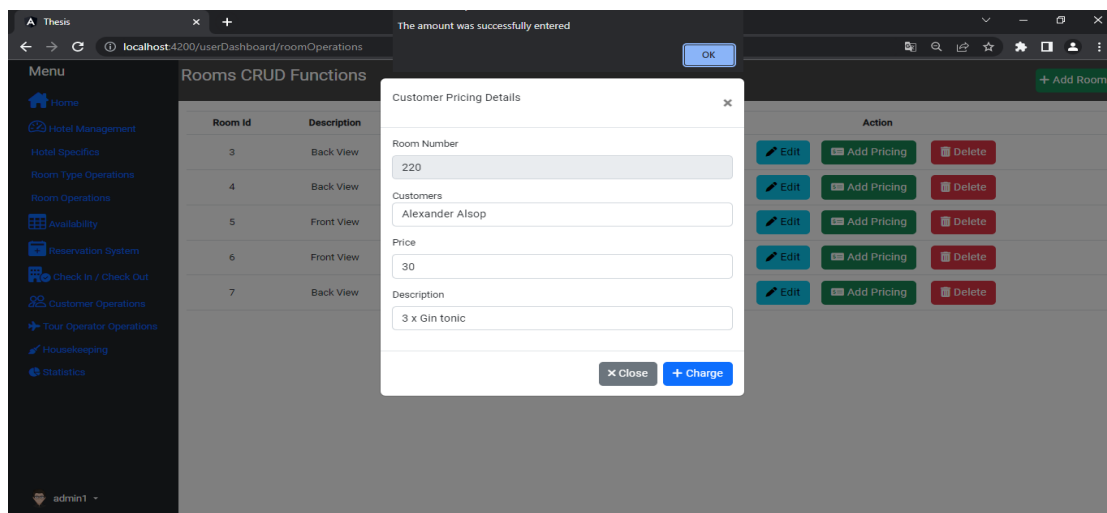 Thesis
The amount was successfully entered
OK
localhost:4200/userDashboard/roomOperations
Menu
Rooms CRUD Functions
+ Add Room
Customer Pricing Details
Home
Hotel Management
Hotel Specifics
Room Type Operations
Room Operations
Availability
Reservation System
Check In / Check Out
Customer Operations
Tour Operator Operations
Housekeeping
Statistics
admin1
Room Id Description Action
3 Back View Edit Add Pricing Delete
4 Back View Edit Add Pricing Delete
5 Front View Edit Add Pricing Delete
6 Front View Edit Add Pricing Delete
7 Back View Edit Add Pricing Delete
Room Number
220
Customers
Alexander Alsop
Price
30
Description
3 x Gin tonic
Close + Charge